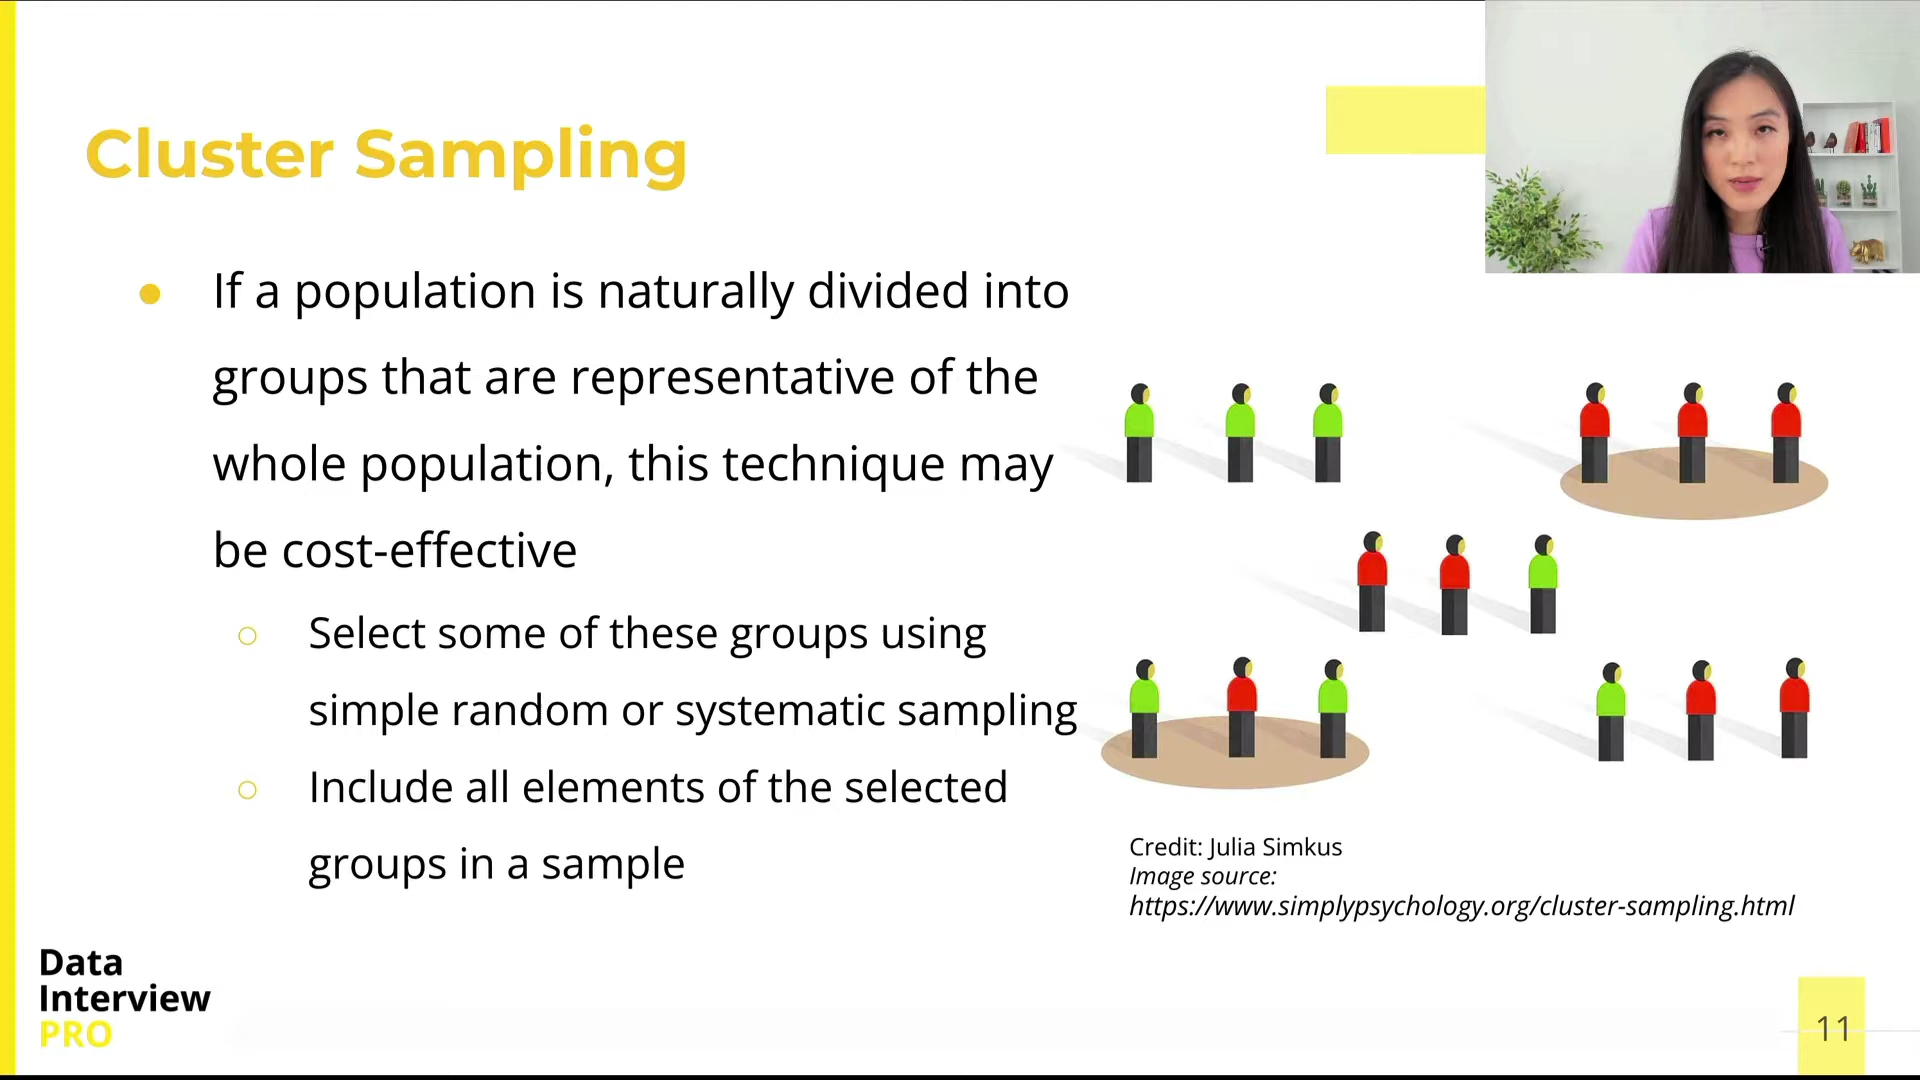 Cluster Sampling
● If a population is naturally divided into
groups that are representative of the
whole population, this technique may
be cost-effective
○ Select some of these groups using
simple random or systematic sampling
○ Include all elements of the selected
groups in a sample
Credit: Julia Simkus
Image source:
https://www.simplypsychology.org/cluster-sampling.html
Data
Interview
PRO
11